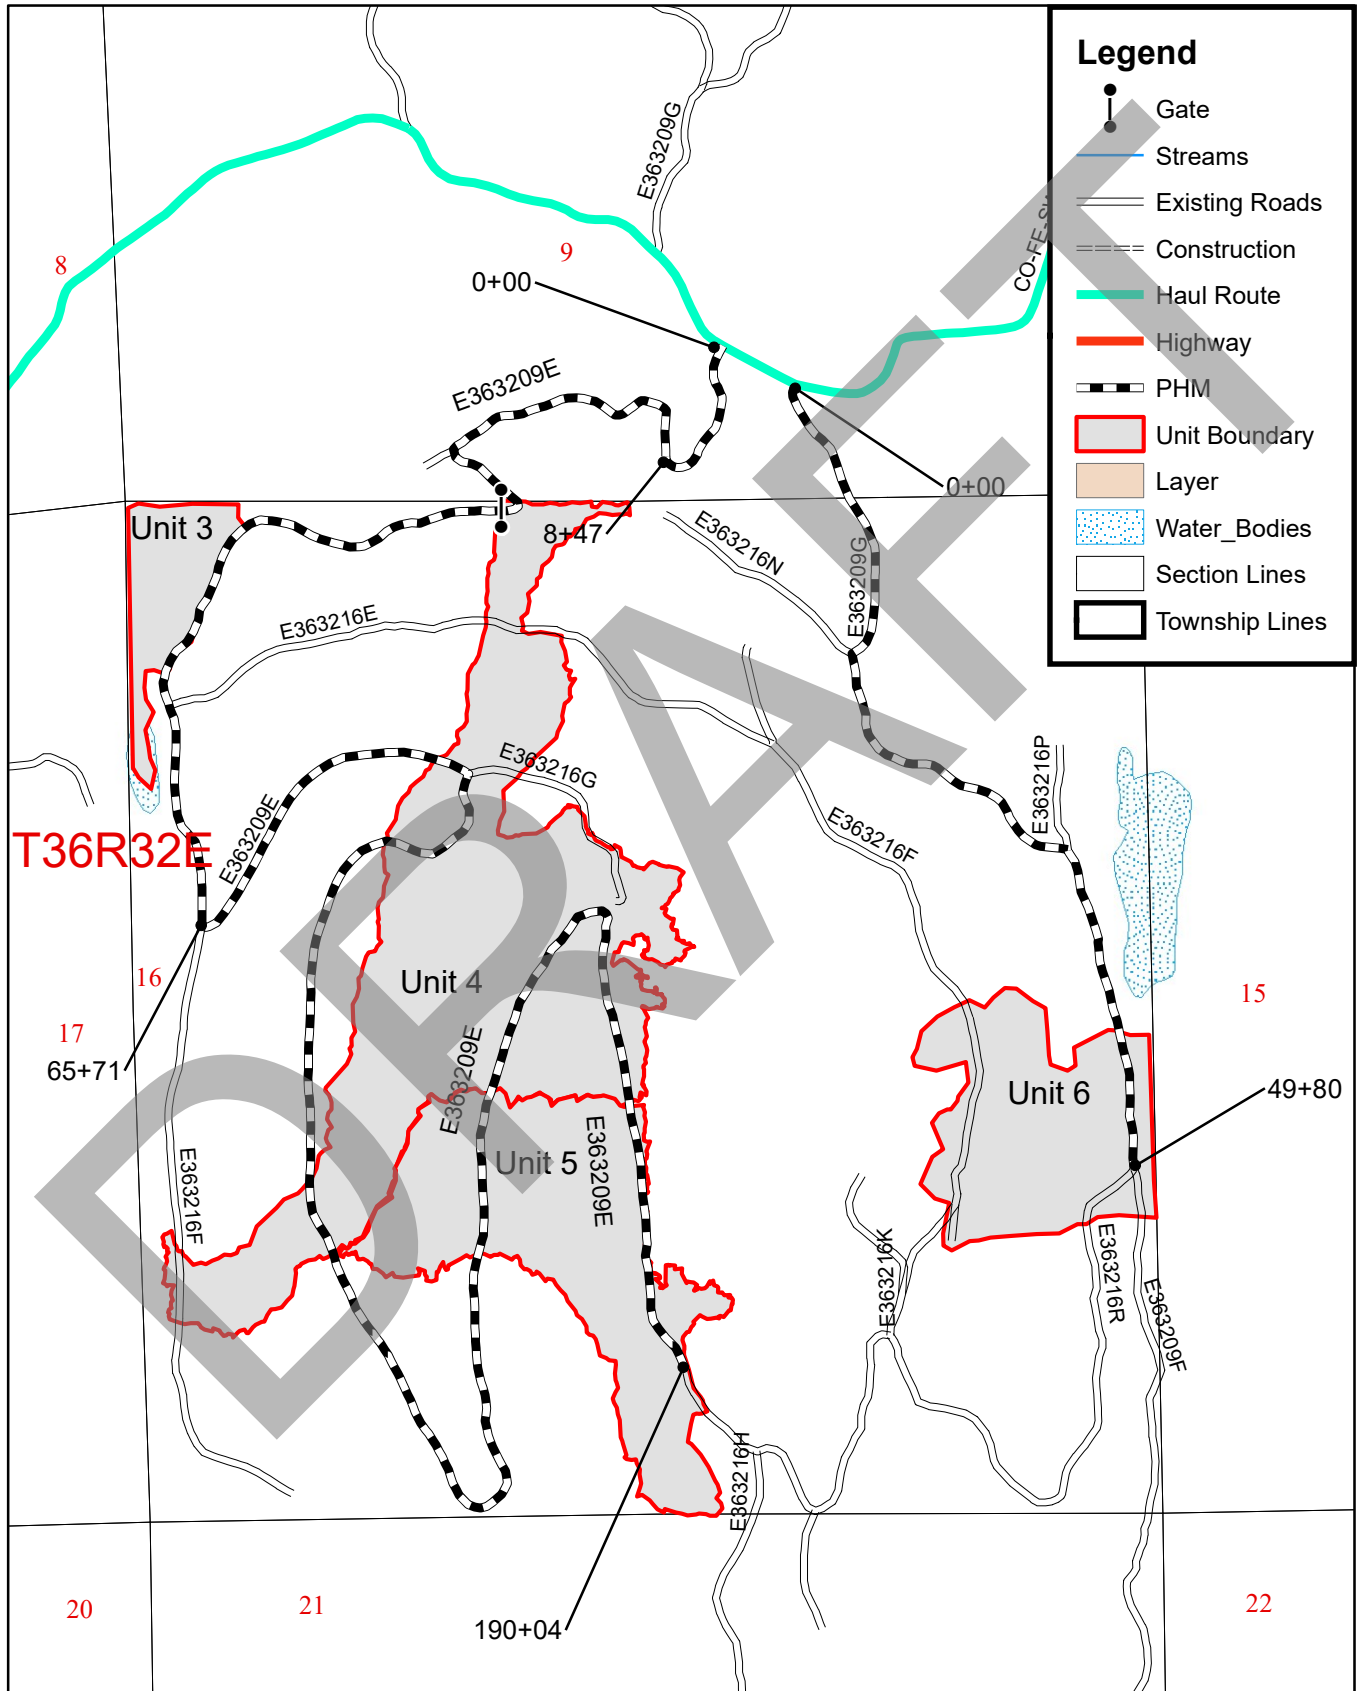 Legend
Gate
Streams
Existing Roads
Construction
Haul Route
Highway
PHM
Unit Boundary
Layer
Water_Bodies
Section Lines
Township Lines
E363209G
8
9
0+00
E363209E
0+00
Unit 3
8+47
E363216N
E363209G
E363216E
E363216G
E363216P
E363216F
T36R32E
E363209E
16
Unit 4
15
17
65+71
E363209E
Unit 6
49+80
E363209E
Unit 5
E363216F
E363216K
E363216R
E363209F
E363216H
20
21
22
190+04
DRAFT